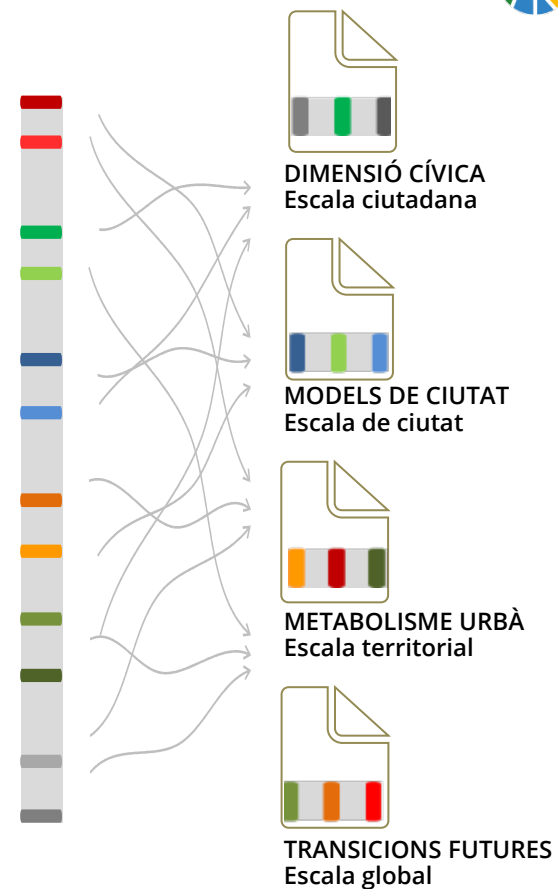 DIMENSIÓ CÍVICA
Escala ciutadana
MODELS DE CIUTAT
Escala de ciutat
METABOLISME URBÀ
Escala territorial
TRANSICIONS FUTURES
Escala global